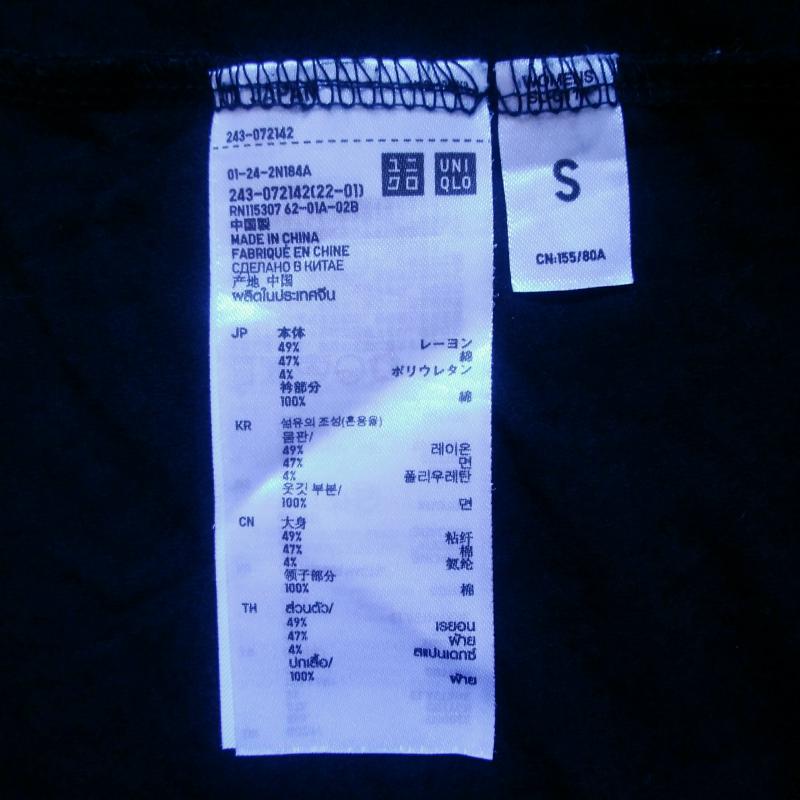 JAPAN
243-072142
01-24-2N184A
ユニクロ
UNI
QLO
243-072142(22-01)
RN115307 62-01A-02B
中国製
MADE IN CHINA
FABRIQUÉ EN CHINE
СДЕЛАНО В КИТАЕ
产地 中国
ผลิตในประเทศจีน
JP 本体
49% レーヨン
47% 綿
4% ポリウレタン
衿部分
100% 綿
KR 섬유의 조성(혼용율)
몸판/
49% 레이온
47% 면
4% 폴리우레탄
옷깃 부분/
100% 면
CN 大身
49% 粘纤
47% 棉
4% 氨纶
领子部分
100% 棉
TH ส่วนตัว/
49% เรยอน
47% ฝ้าย
4% สแปนเดกซ์
ปกเสื้อ/
100% ฝ้าย
WOMENS
S
CN:155/80A